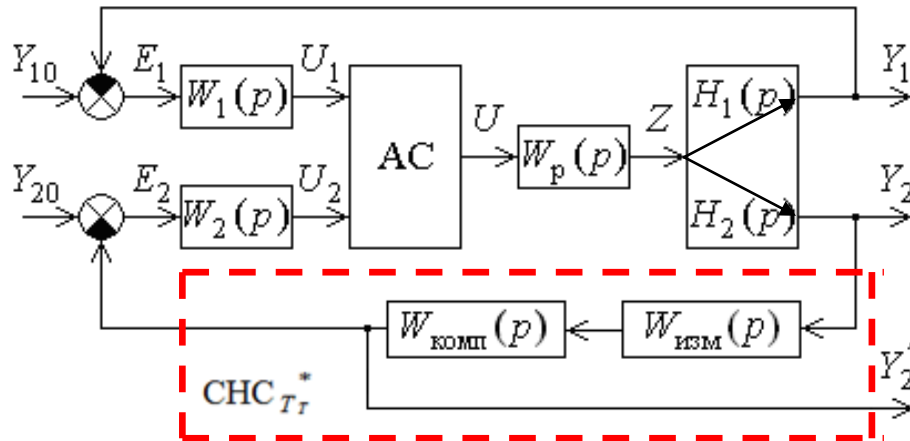 Y₁₀ E₁ W₁(p) U₁ AC U Wр(p) Z H₁(p) Y₁
Y₂₀ E₂ W₂(p) U₂ H₂(p) Y₂
Wкомп(p) Wизм(p)
СНС Tт* Y₂'